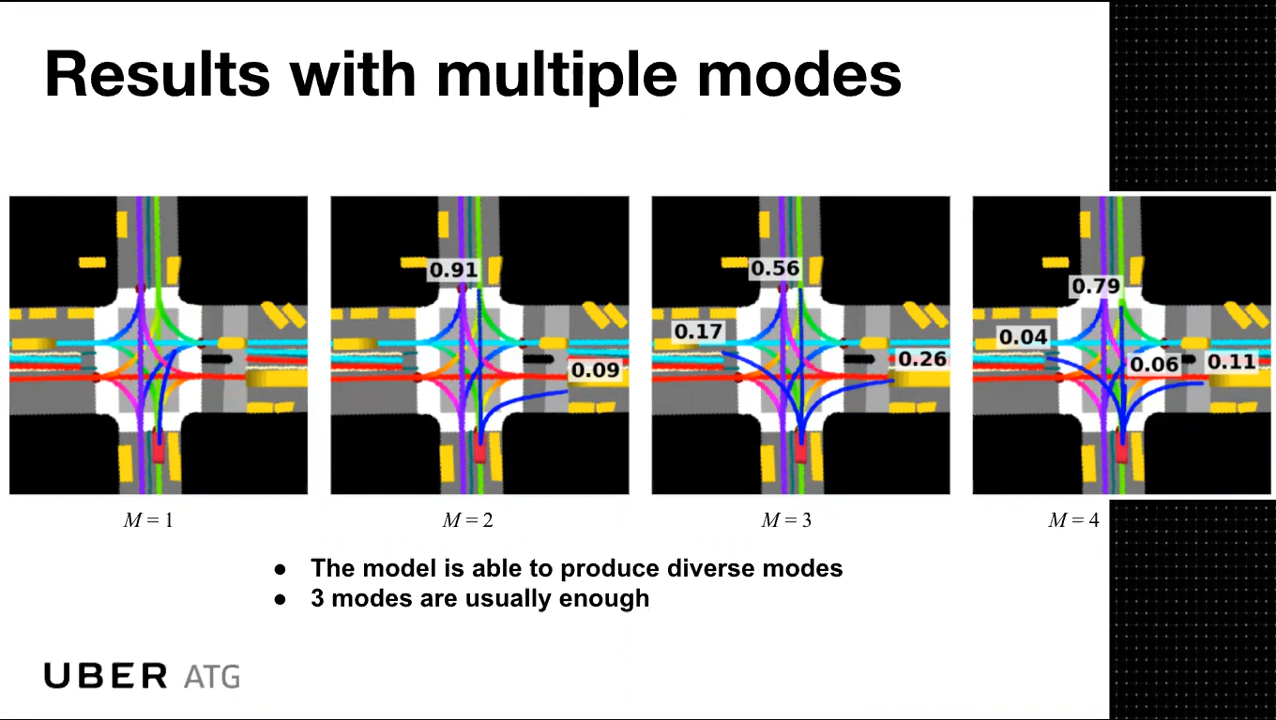 Results with multiple modes
0.91
0.09
0.56
0.17
0.26
0.79
0.04
0.06
0.11
M = 1
M = 2
M = 3
M = 4
● The model is able to produce diverse modes
● 3 modes are usually enough
UBER ATG